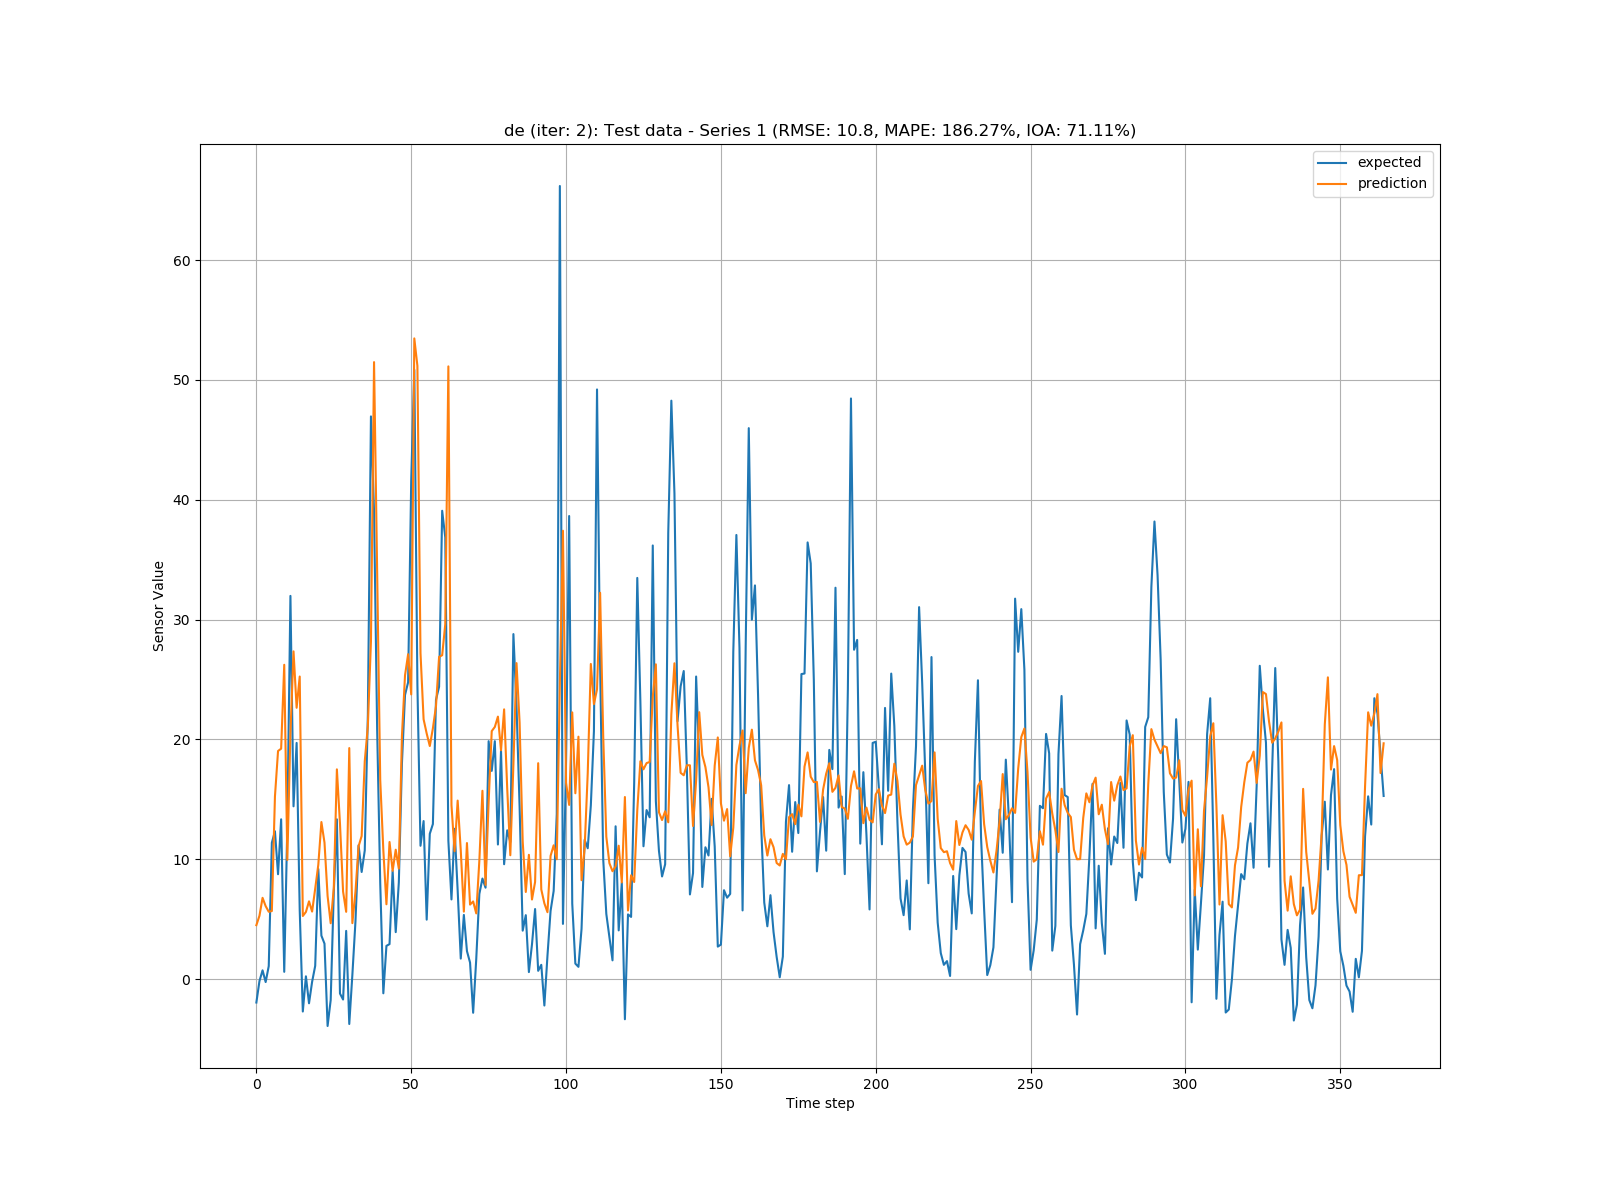 de (iter: 2): Test data - Series 1 (RMSE: 10.8, MAPE: 186.27%, IOA: 71.11%)
expected
prediction
60
50
40
30
20
10
0
Sensor Value
0 50 100 150 200 250 300 350
Time step